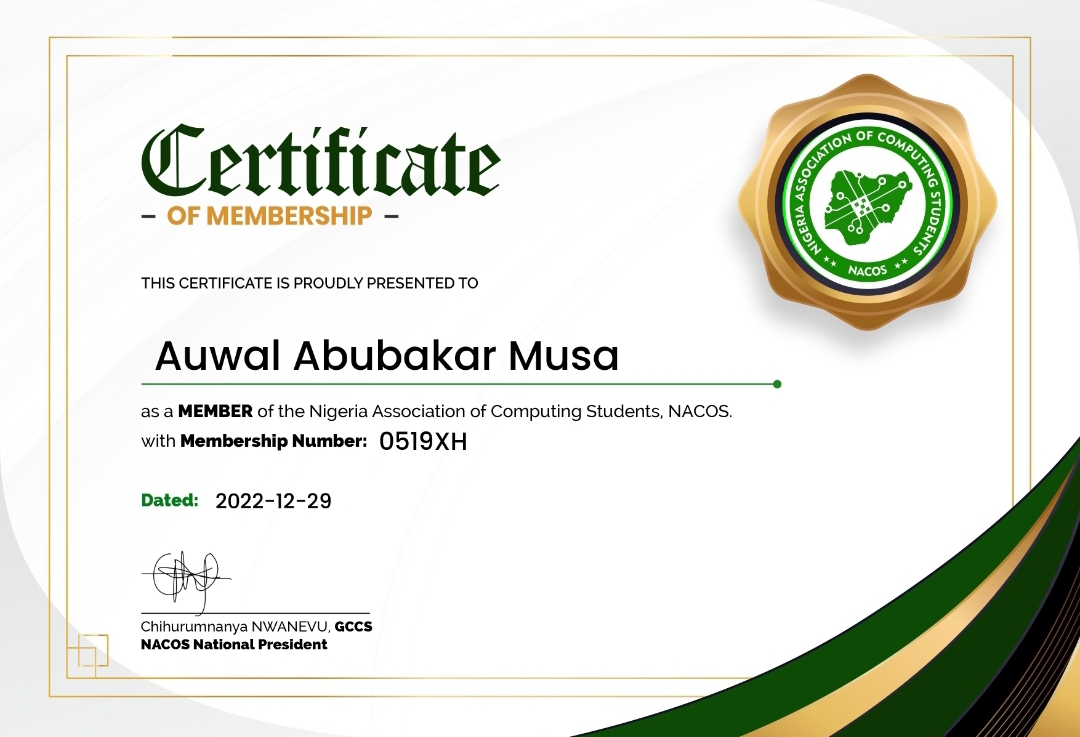 Certificate
– OF MEMBERSHIP –
NIGERIA ASSOCIATION OF COMPUTING STUDENTS
NACOS
THIS CERTIFICATE IS PROUDLY PRESENTED TO
Auwal Abubakar Musa
as a MEMBER of the Nigeria Association of Computing Students, NACOS.
with Membership Number: 0519XH
Dated: 2022-12-29
Chihurumnanya NWANEVU, GCCS
NACOS National President